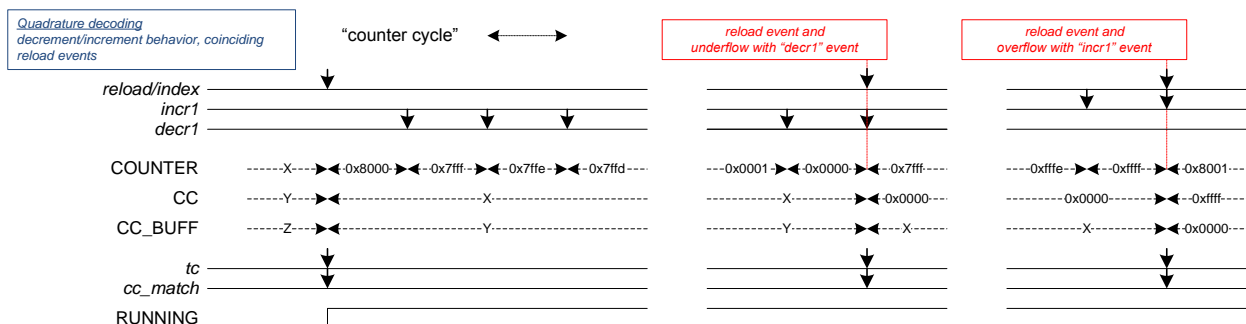 Quadrature decoding
decrement/increment behavior, coinciding
reload events
“counter cycle”
reload event and
underflow with “decr1” event
reload event and
overflow with “incr1” event
reload/index
incr1
decr1
COUNTER X 0x8000 0x7fff 0x7ffe 0x7ffd 0x0001 0x0000 0x7fff 0xfffe 0xffff 0x8001
CC Y X X 0x0000 0x0000 0xffff
CC_BUFF Z Y Y X X 0x0000
tc
cc_match
RUNNING